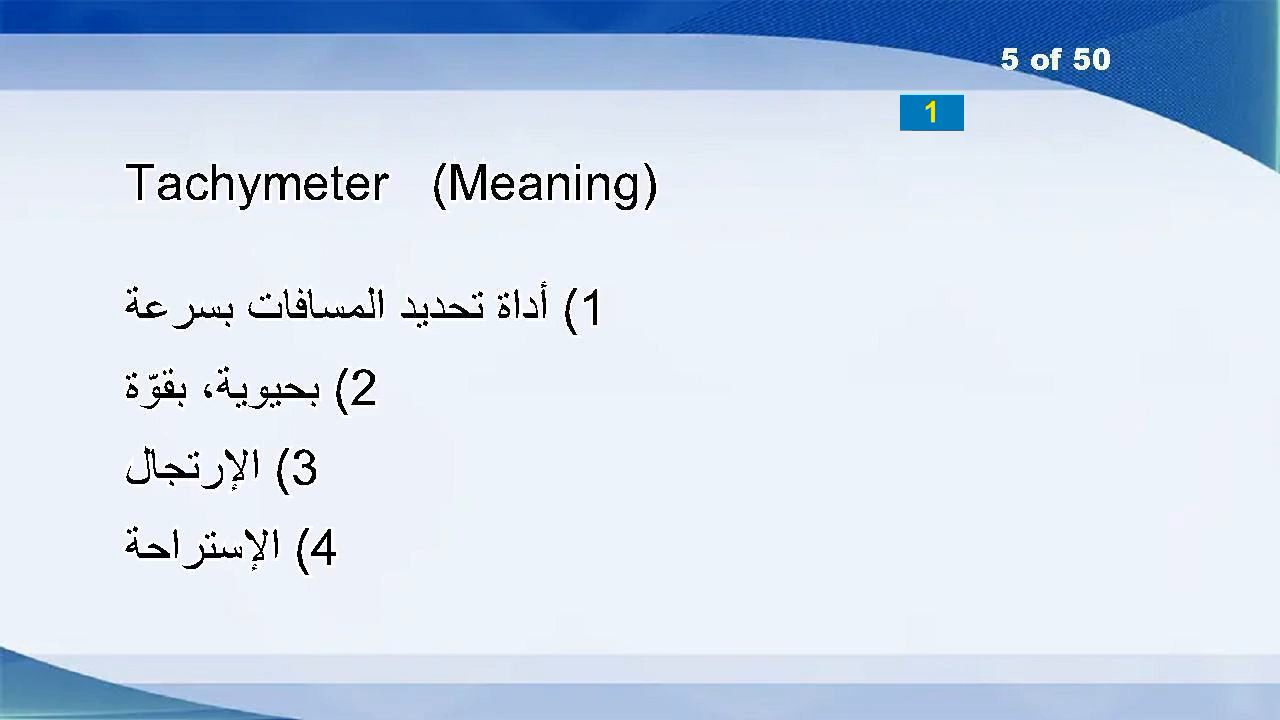 5 of 50
1
Tachymeter (Meaning)
1) أداة تحديد المسافات بسرعة
2) بحيوية، بقوّة
3) الإرتجال
4) الإستراحة